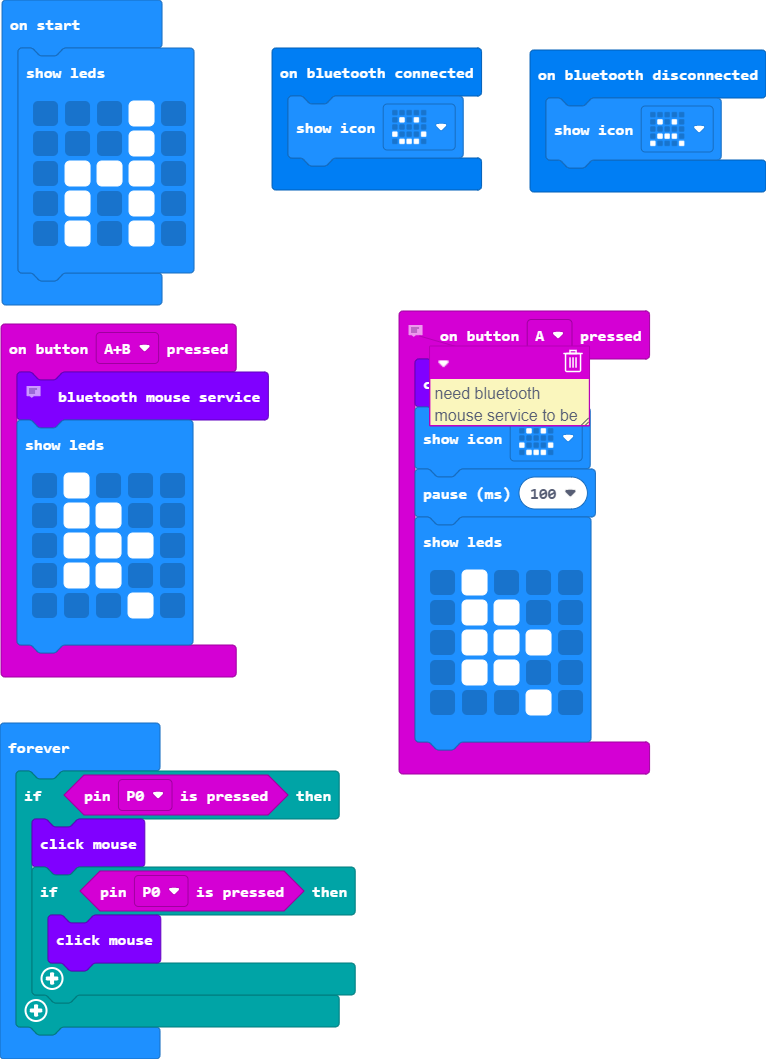 on start
show leds
on bluetooth connected
show icon
on bluetooth disconnected
show icon
on button A+B pressed
bluetooth mouse service
show leds
on button A pressed
need bluetooth
mouse service to be
show icon
pause (ms) 100
show leds
forever
if pin P0 is pressed then
click mouse
if pin P0 is pressed then
click mouse